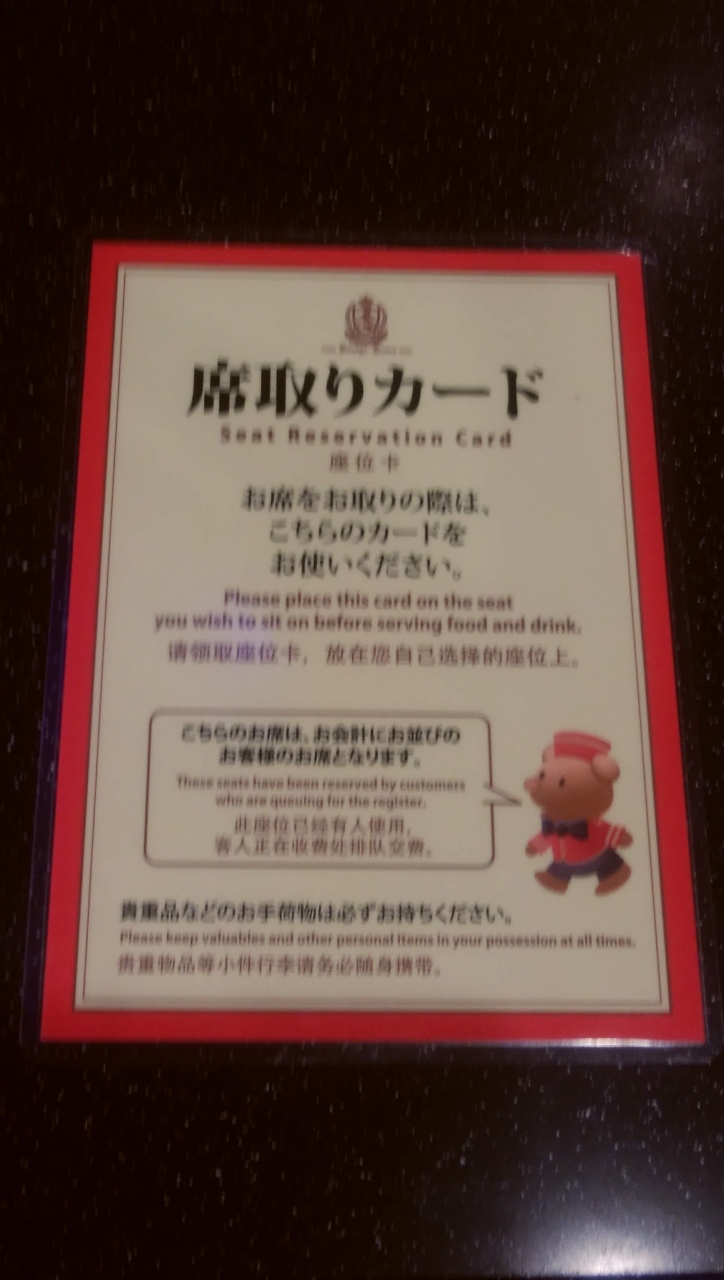 席取りカード
Seat Reservation Card
座位卡
お席をお取りの際は、
こちらのカードを
お使いください。
Please place this card on the seat
you wish to sit on before serving food and drink.
请领取座位卡，放在您自己选择的座位上。
こちらのお席は、お会計にお並びの
お客様のお席となります。
These seats have been reserved by customers
who are queuing for the register.
此座位已经有人使用，
客人正在收费处排队交费。
貴重品などのお手荷物は必ずお持ちください。
Please keep valuables and other personal items in your possession at all times.
贵重物品等小件行李请务必随身携带。